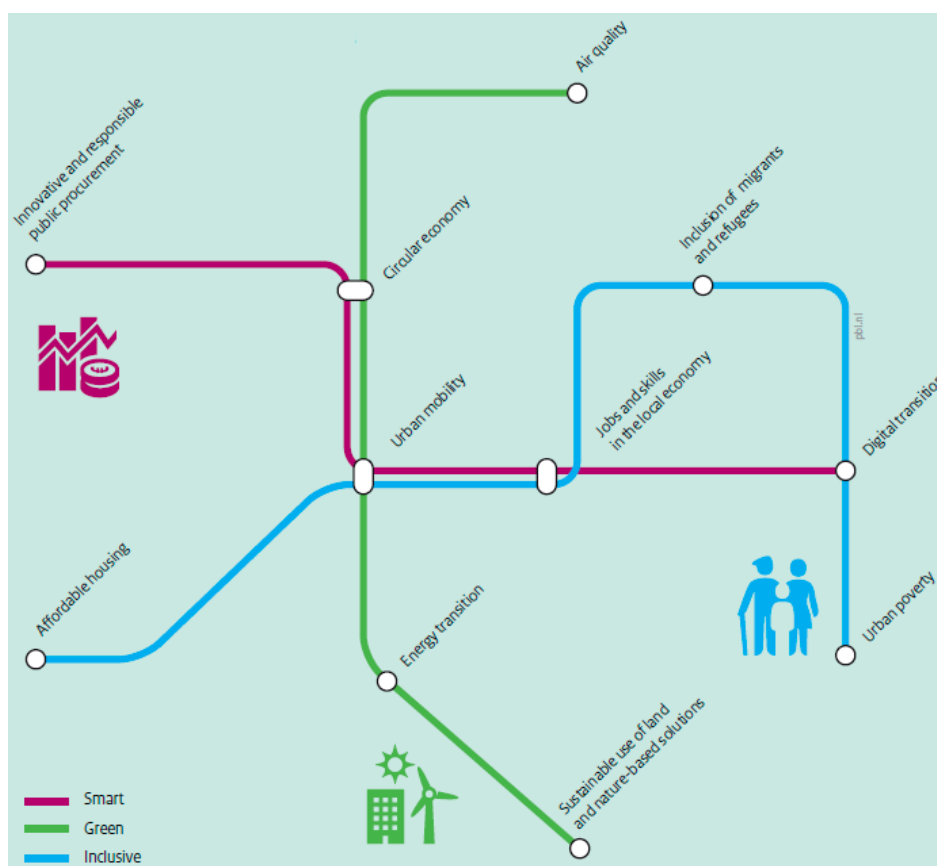 Air quality
Innovative and responsible
public procurement
Circular economy
Inclusion of migrants
and refugees
pbl.nl
Urban mobility
Jobs and skills
in the local economy
Digital transition
Affordable housing
Energy transition
Urban poverty
Sustainable use of land
and nature-based solutions
Smart
Green
Inclusive